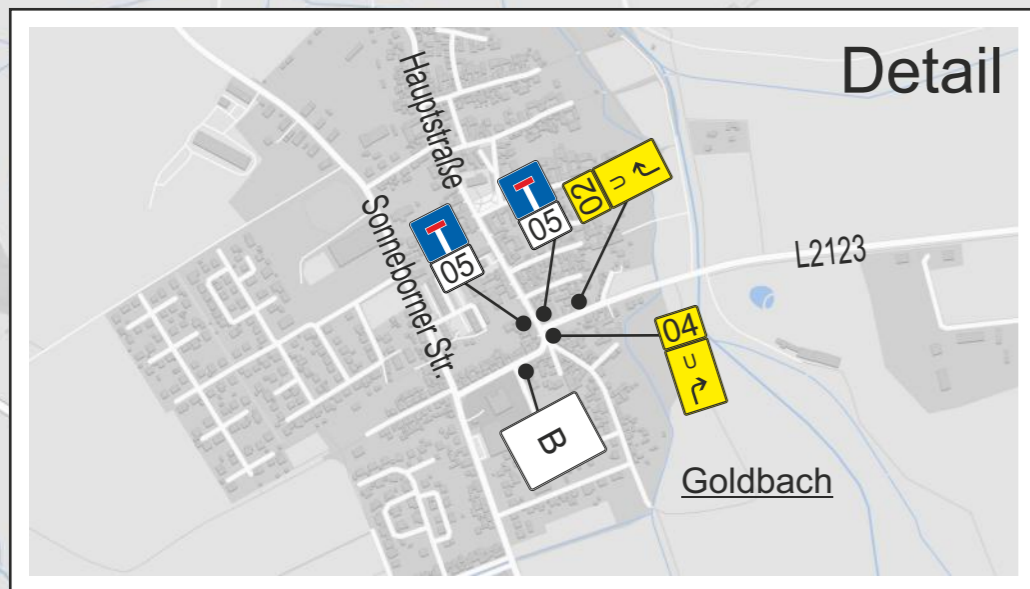 Detail
Hauptstraße
Sonneborner Str.
05
05
02
U
L2123
04
U
B
Goldbach